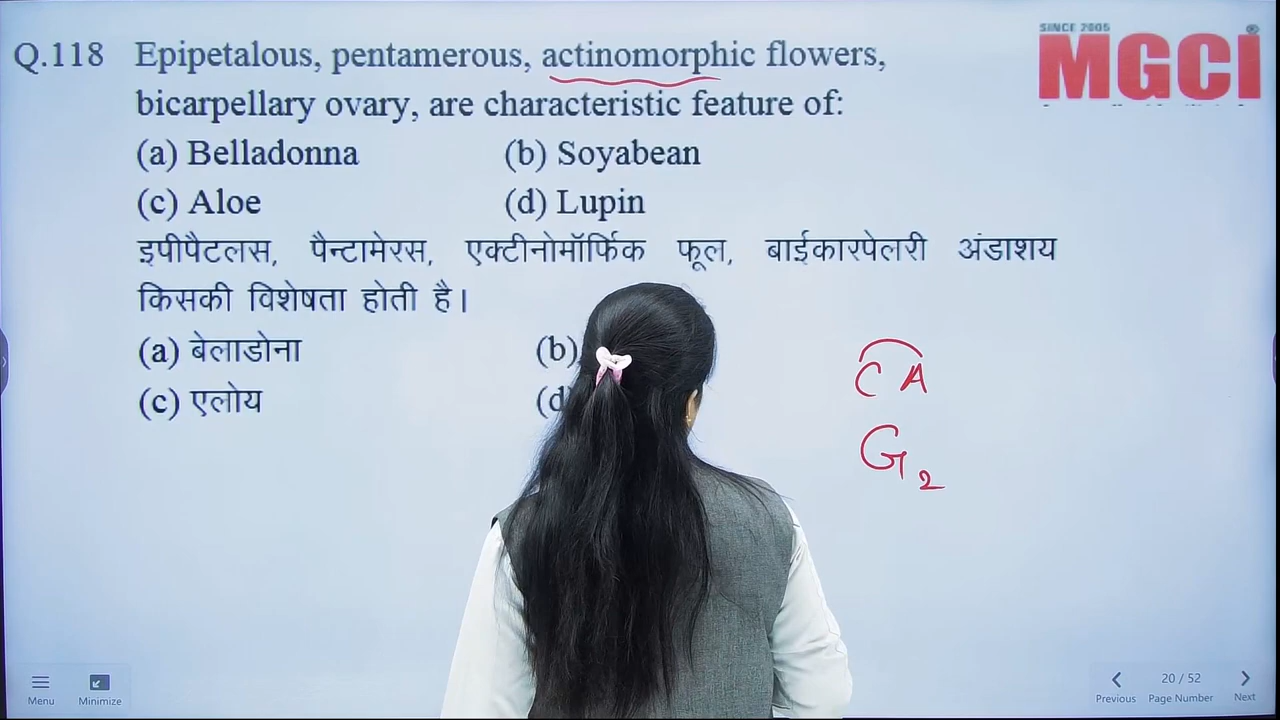 SINCE 2005
MGCI
Q.118 Epipetalous, pentamerous, actinomorphic flowers,
bicarpellary ovary, are characteristic feature of:
(a) Belladonna (b) Soyabean
(c) Aloe (d) Lupin
इपीपैटलस, पैन्टामेरस, एक्टीनोमॉर्फिक फूल, बाईकारपेलरी अंडाशय
किसकी विशेषता होती है।
(a) बेलाडोना (b)
(c) एलोय (d
C A
G2
Menu Minimize
20 / 52
Previous Page Number Next